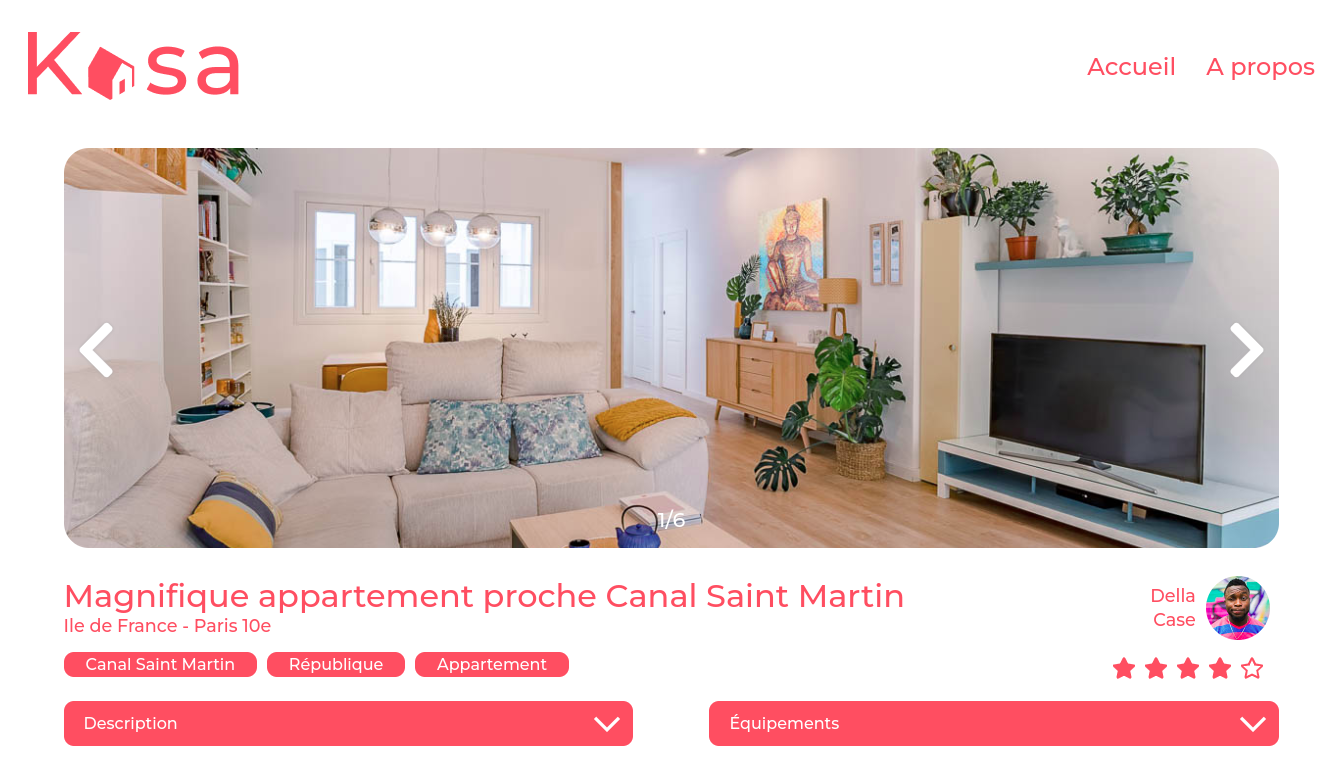 Kosa
Accueil A propos
1/6
Magnifique appartement proche Canal Saint Martin
Ile de France - Paris 10e
Della
Case
Canal Saint Martin République Appartement
Description Équipements